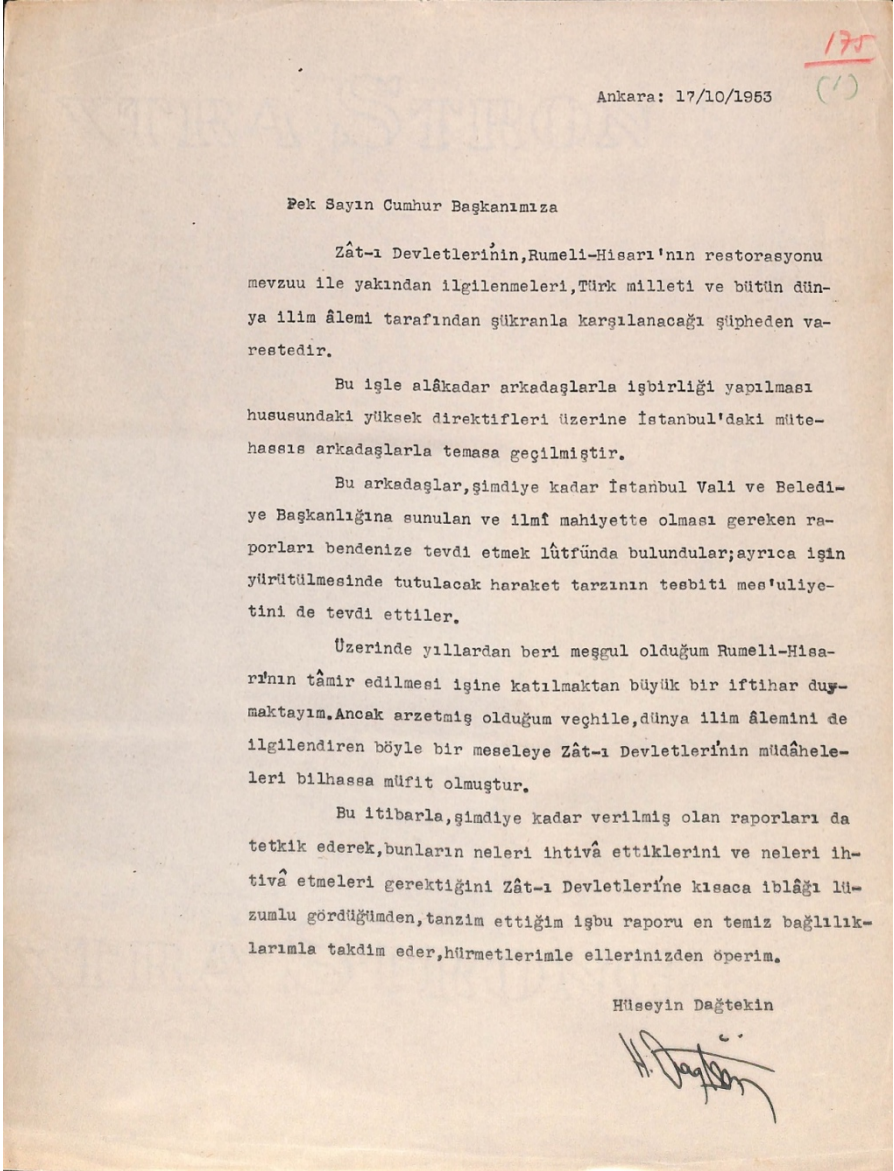 175
(1)
Ankara: 17/10/1953
Pek Sayın Cumhur Başkanımıza
Zât-ı Devletleri'nin,Rumeli-Hisarı'nın restorasyonu
mevzuu ile yakından ilgilenmeleri,Türk milleti ve bütün dün-
ya ilim âlemi tarafından şükranla karşılanacağı şüpheden va-
restedir.
Bu işle alâkadar arkadaşlarla işbirliği yapılması
hususundaki yüksek direktifleri üzerine İstanbul'daki müte-
hassıs arkadaşlarla temasa geçilmiştir.
Bu arkadaşlar,şimdiye kadar İstanbul Vali ve Beledi-
ye Başkanlığına sunulan ve ilmî mahiyette olması gereken ra-
porları bendenize tevdi etmek lûtfünda bulundular;ayrıca işin
yürütülmesinde tutulacak haraket tarzının tesbiti mes'uliye-
tini de tevdi ettiler.
Üzerinde yıllardan beri meşgul olduğum Rumeli-Hisa-
rı'nın tâmir edilmesi işine katılmaktan büyük bir iftihar duy-
maktayım.Ancak arzetmiş olduğum veçhile,dünya ilim âlemini de
ilgilendiren böyle bir meseleye Zât-ı Devletleri'nin müdâhele-
leri bilhassa müfit olmuştur.
Bu itibarla,şimdiye kadar verilmiş olan raporları da
tetkik ederek,bunların neleri ihtivâ ettiklerini ve neleri ih-
tivâ etmeleri gerektiğini Zât-ı Devletleri'ne kısaca iblâğı lü-
zumlu gördüğümden,tanzim ettiğim işbu raporu en temiz bağlılık-
larımla takdim eder,hürmetlerimle ellerinizden öperim.
Hüseyin Dağtekin
H. Dağtekin